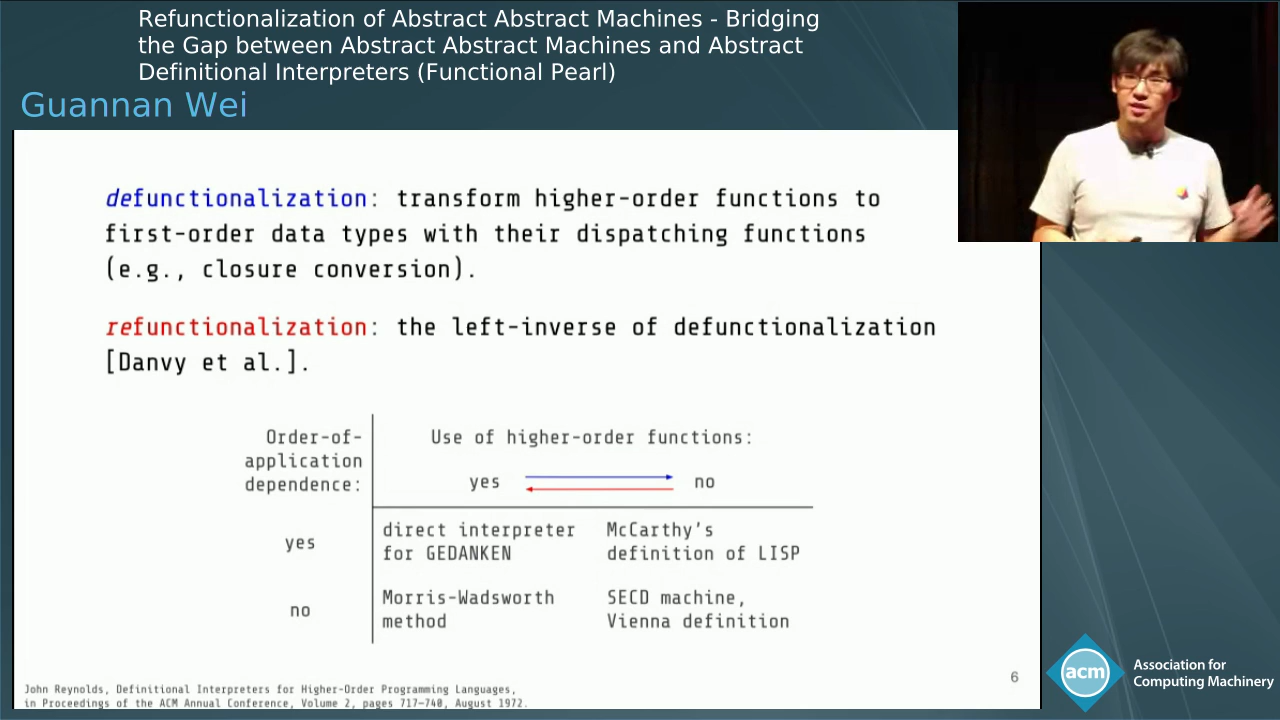 Refunctionalization of Abstract Abstract Machines - Bridging
the Gap between Abstract Abstract Machines and Abstract
Definitional Interpreters (Functional Pearl)
Guannan Wei
defunctionalization: transform higher-order functions to
first-order data types with their dispatching functions
(e.g., closure conversion).
refunctionalization: the left-inverse of defunctionalization
[Danvy et al.].
Order-of-
application
dependence:
Use of higher-order functions:
yes no
yes
direct interpreter
for GEDANKEN
McCarthy's
definition of LISP
no
Morris-Wadsworth
method
SECD machine,
Vienna definition
6
John Reynolds, Definitional Interpreters for Higher-Order Programming Languages,
in Proceedings of the ACM Annual Conference, Volume 2, pages 717-740, August 1972.
acm
Association for
Computing Machinery